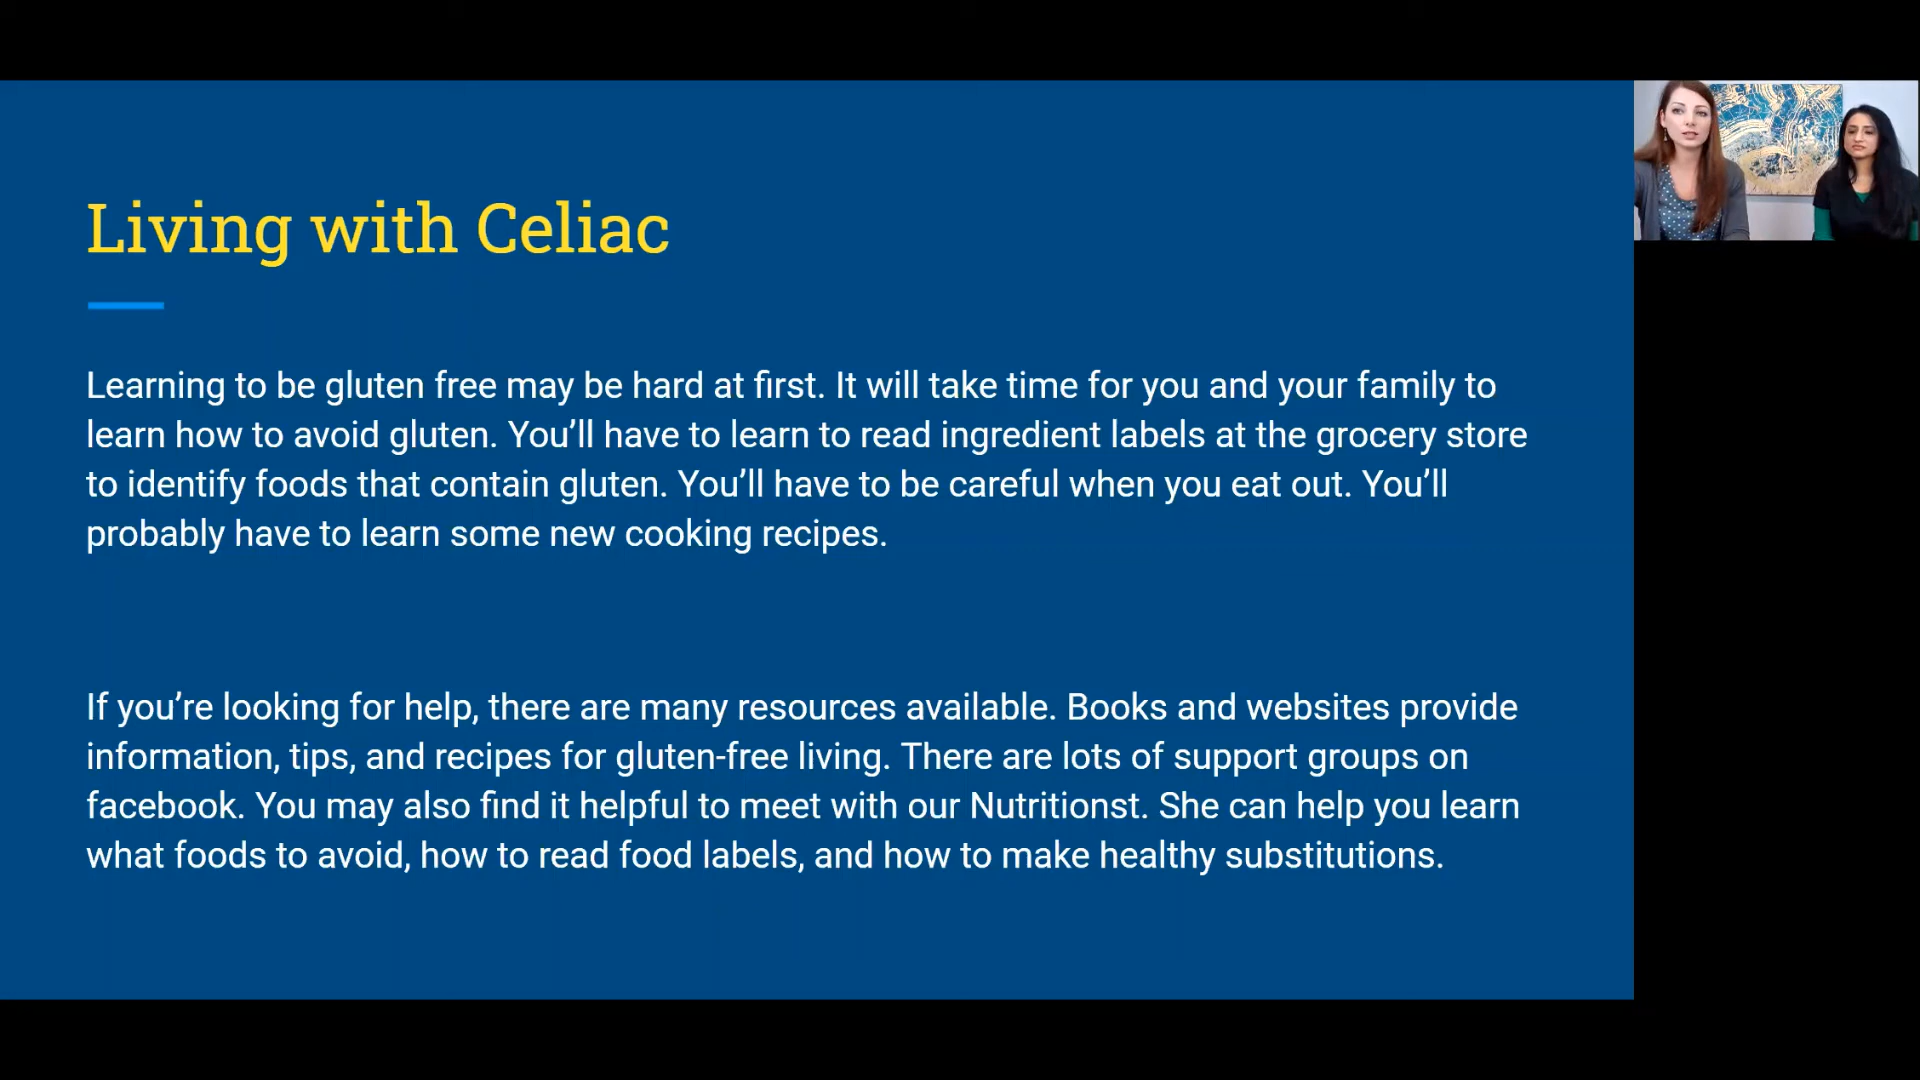 Living with Celiac
Learning to be gluten free may be hard at first. It will take time for you and your family to
learn how to avoid gluten. You’ll have to learn to read ingredient labels at the grocery store
to identify foods that contain gluten. You’ll have to be careful when you eat out. You’ll
probably have to learn some new cooking recipes.
If you’re looking for help, there are many resources available. Books and websites provide
information, tips, and recipes for gluten-free living. There are lots of support groups on
facebook. You may also find it helpful to meet with our Nutritionst. She can help you learn
what foods to avoid, how to read food labels, and how to make healthy substitutions.